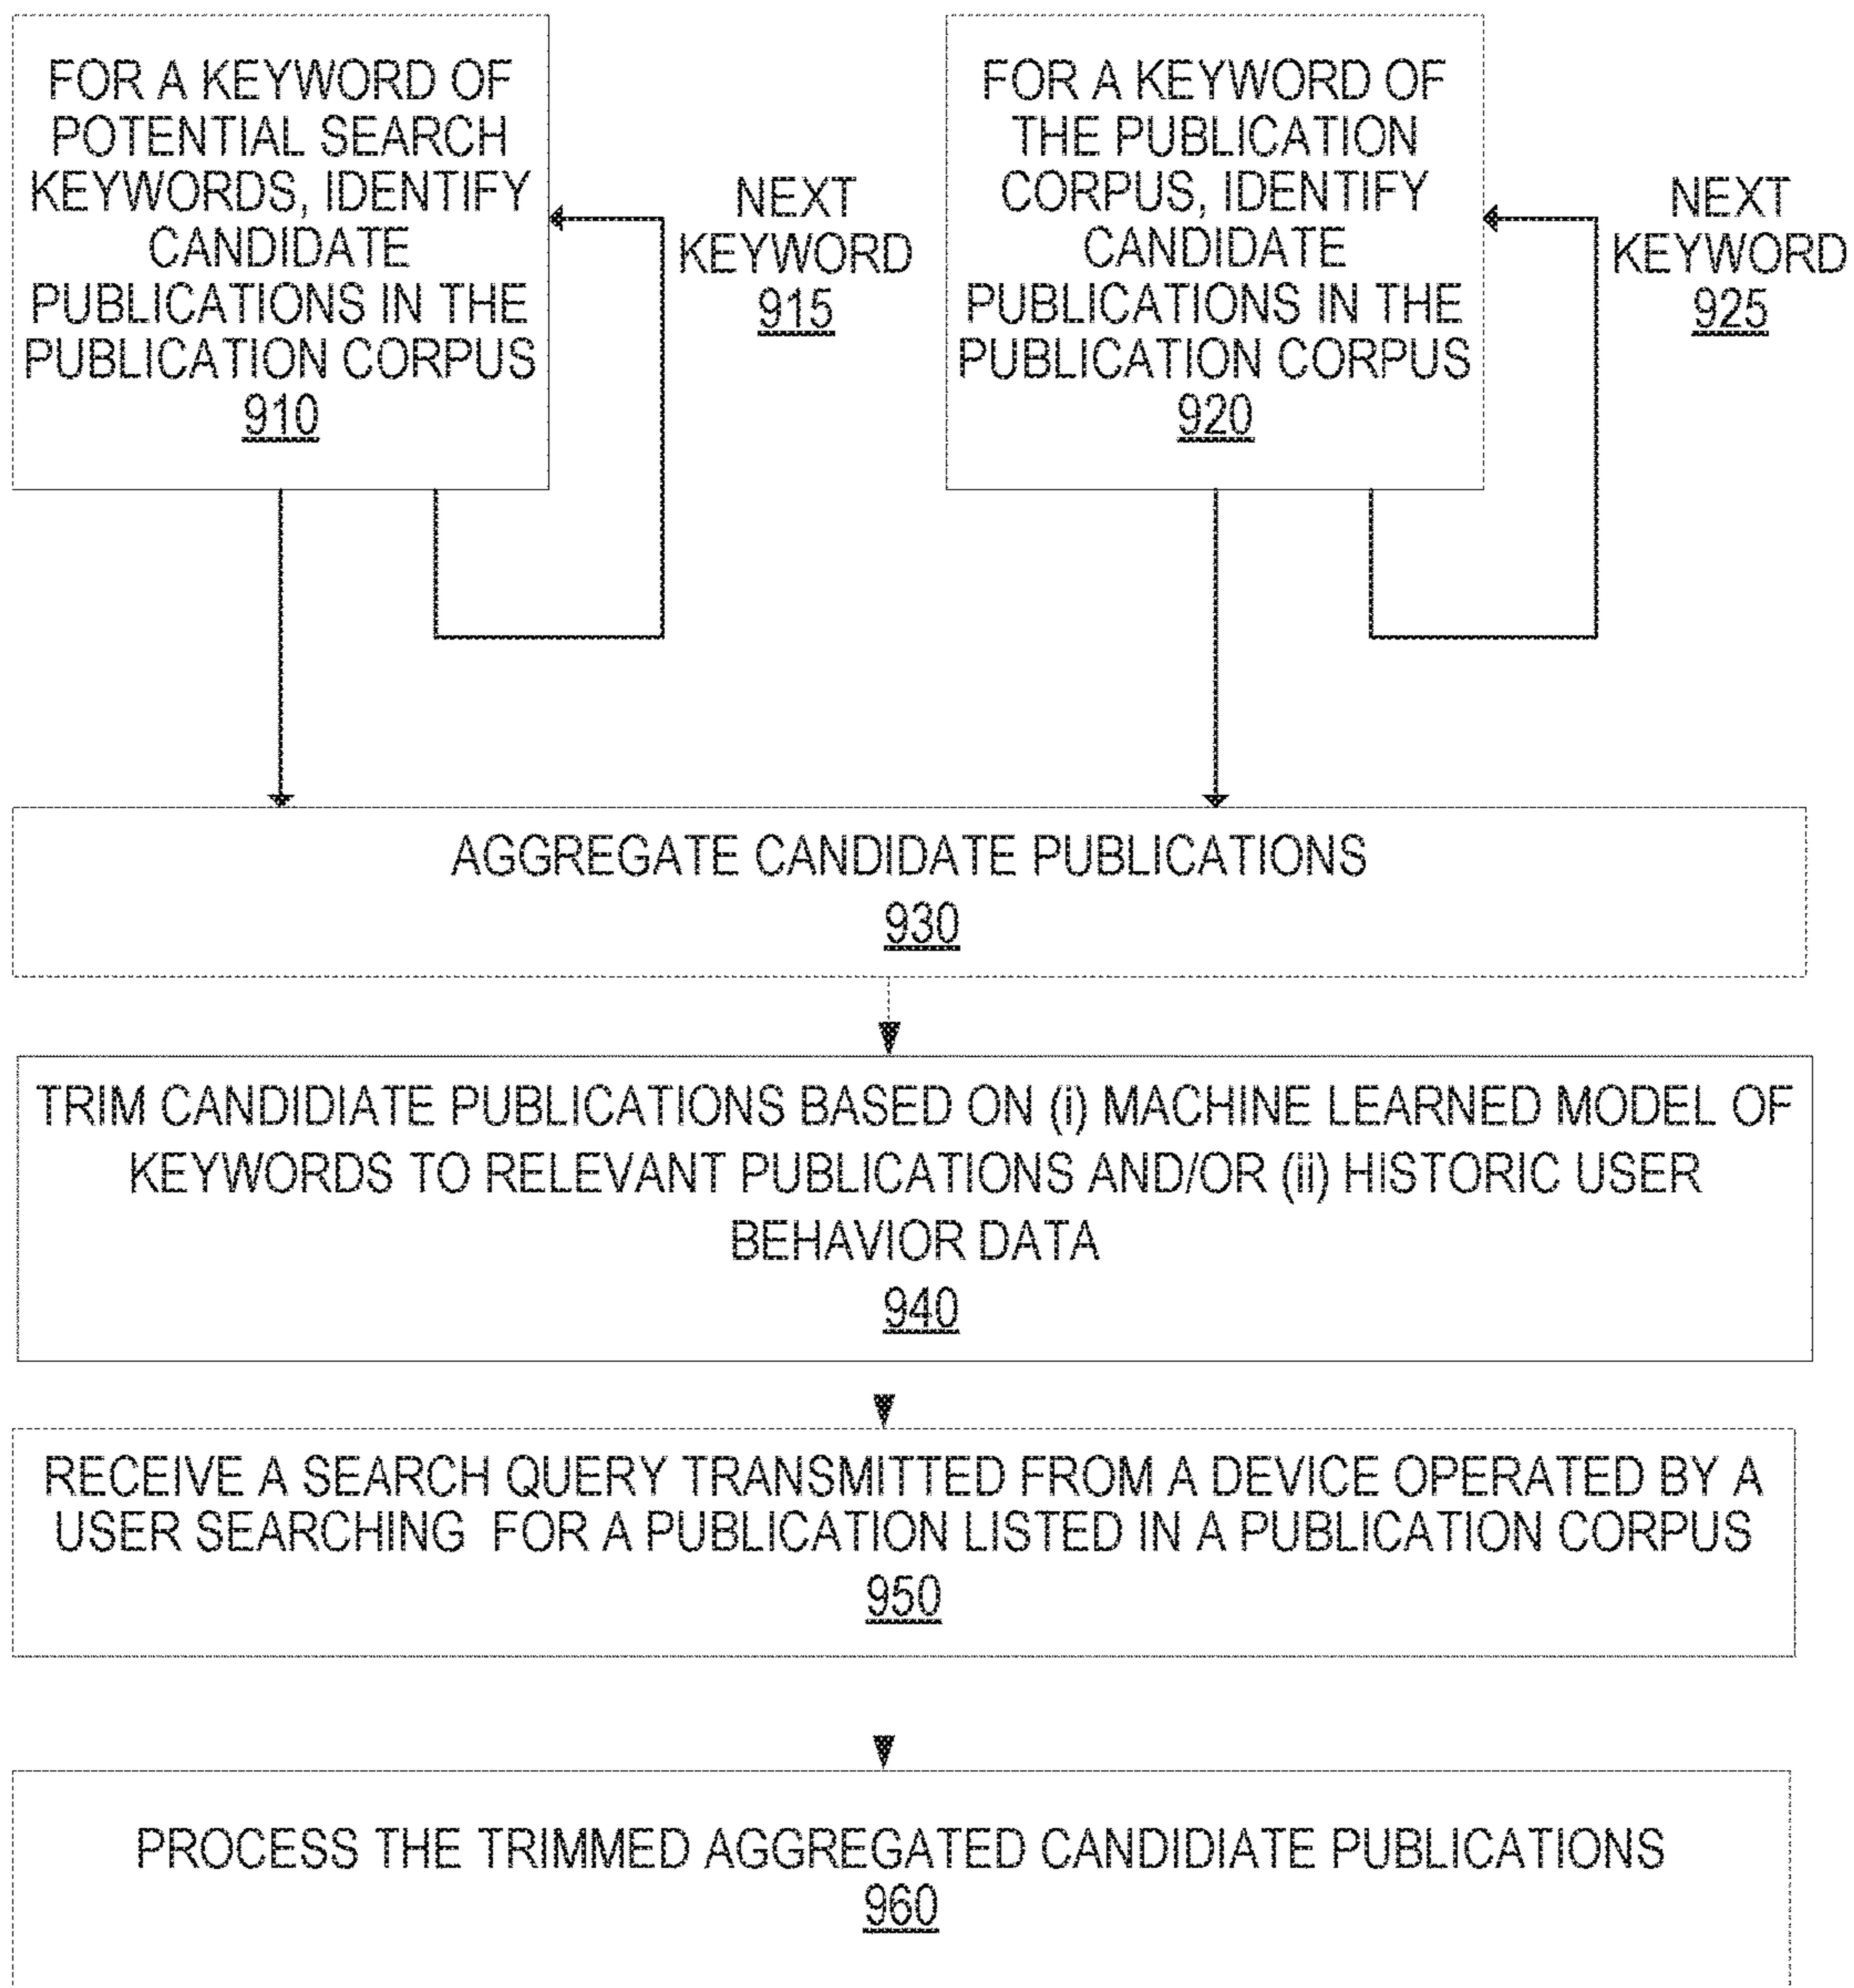 FOR A KEYWORD OF
POTENTIAL SEARCH
KEYWORDS, IDENTIFY
CANDIDATE
PUBLICATIONS IN THE
PUBLICATION CORPUS
910
NEXT
KEYWORD
915
FOR A KEYWORD OF
THE PUBLICATION
CORPUS, IDENTIFY
CANDIDATE
PUBLICATIONS IN THE
PUBLICATION CORPUS
920
NEXT
KEYWORD
925
AGGREGATE CANDIDATE PUBLICATIONS
930
TRIM CANDIDIATE PUBLICATIONS BASED ON (i) MACHINE LEARNED MODEL OF
KEYWORDS TO RELEVANT PUBLICATIONS AND/OR (ii) HISTORIC USER
BEHAVIOR DATA
940
RECEIVE A SEARCH QUERY TRANSMITTED FROM A DEVICE OPERATED BY A
USER SEARCHING FOR A PUBLICATION LISTED IN A PUBLICATION CORPUS
950
PROCESS THE TRIMMED AGGREGATED CANDIDIATE PUBLICATIONS
960